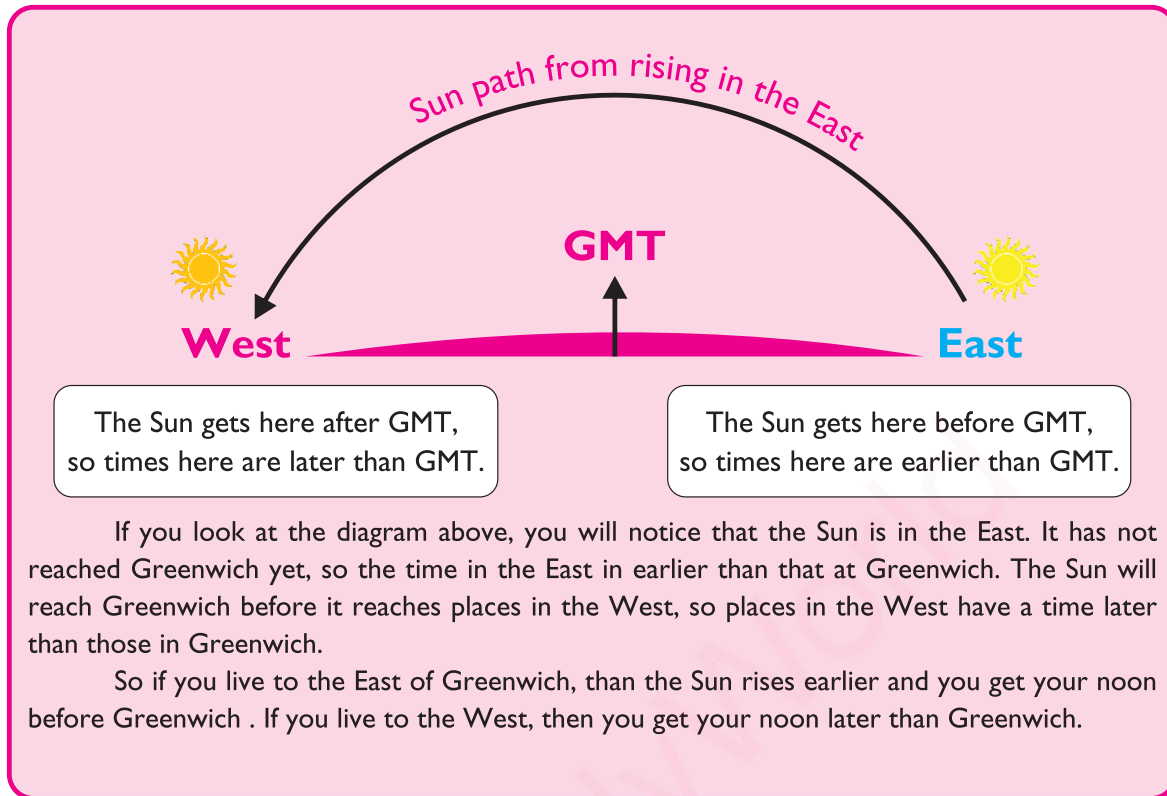 Sun path from rising in the East
GMT
West
East
The Sun gets here after GMT,
so times here are later than GMT.
The Sun gets here before GMT,
so times here are earlier than GMT.
If you look at the diagram above, you will notice that the Sun is in the East. It has not
reached Greenwich yet, so the time in the East in earlier than that at Greenwich. The Sun will
reach Greenwich before it reaches places in the West, so places in the West have a time later
than those in Greenwich.
So if you live to the East of Greenwich, than the Sun rises earlier and you get your noon
before Greenwich . If you live to the West, then you get your noon later than Greenwich.